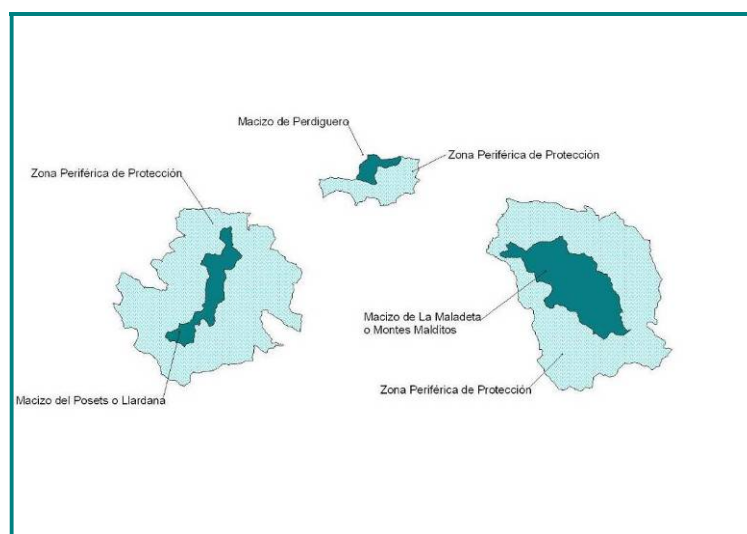 Macizo de Perdiguero
Zona Periférica de Protección
Zona Periférica de Protección
Macizo de La Maladeta
o Montes Malditos
Zona Periférica de Protección
Macizo del Posets o Llardana